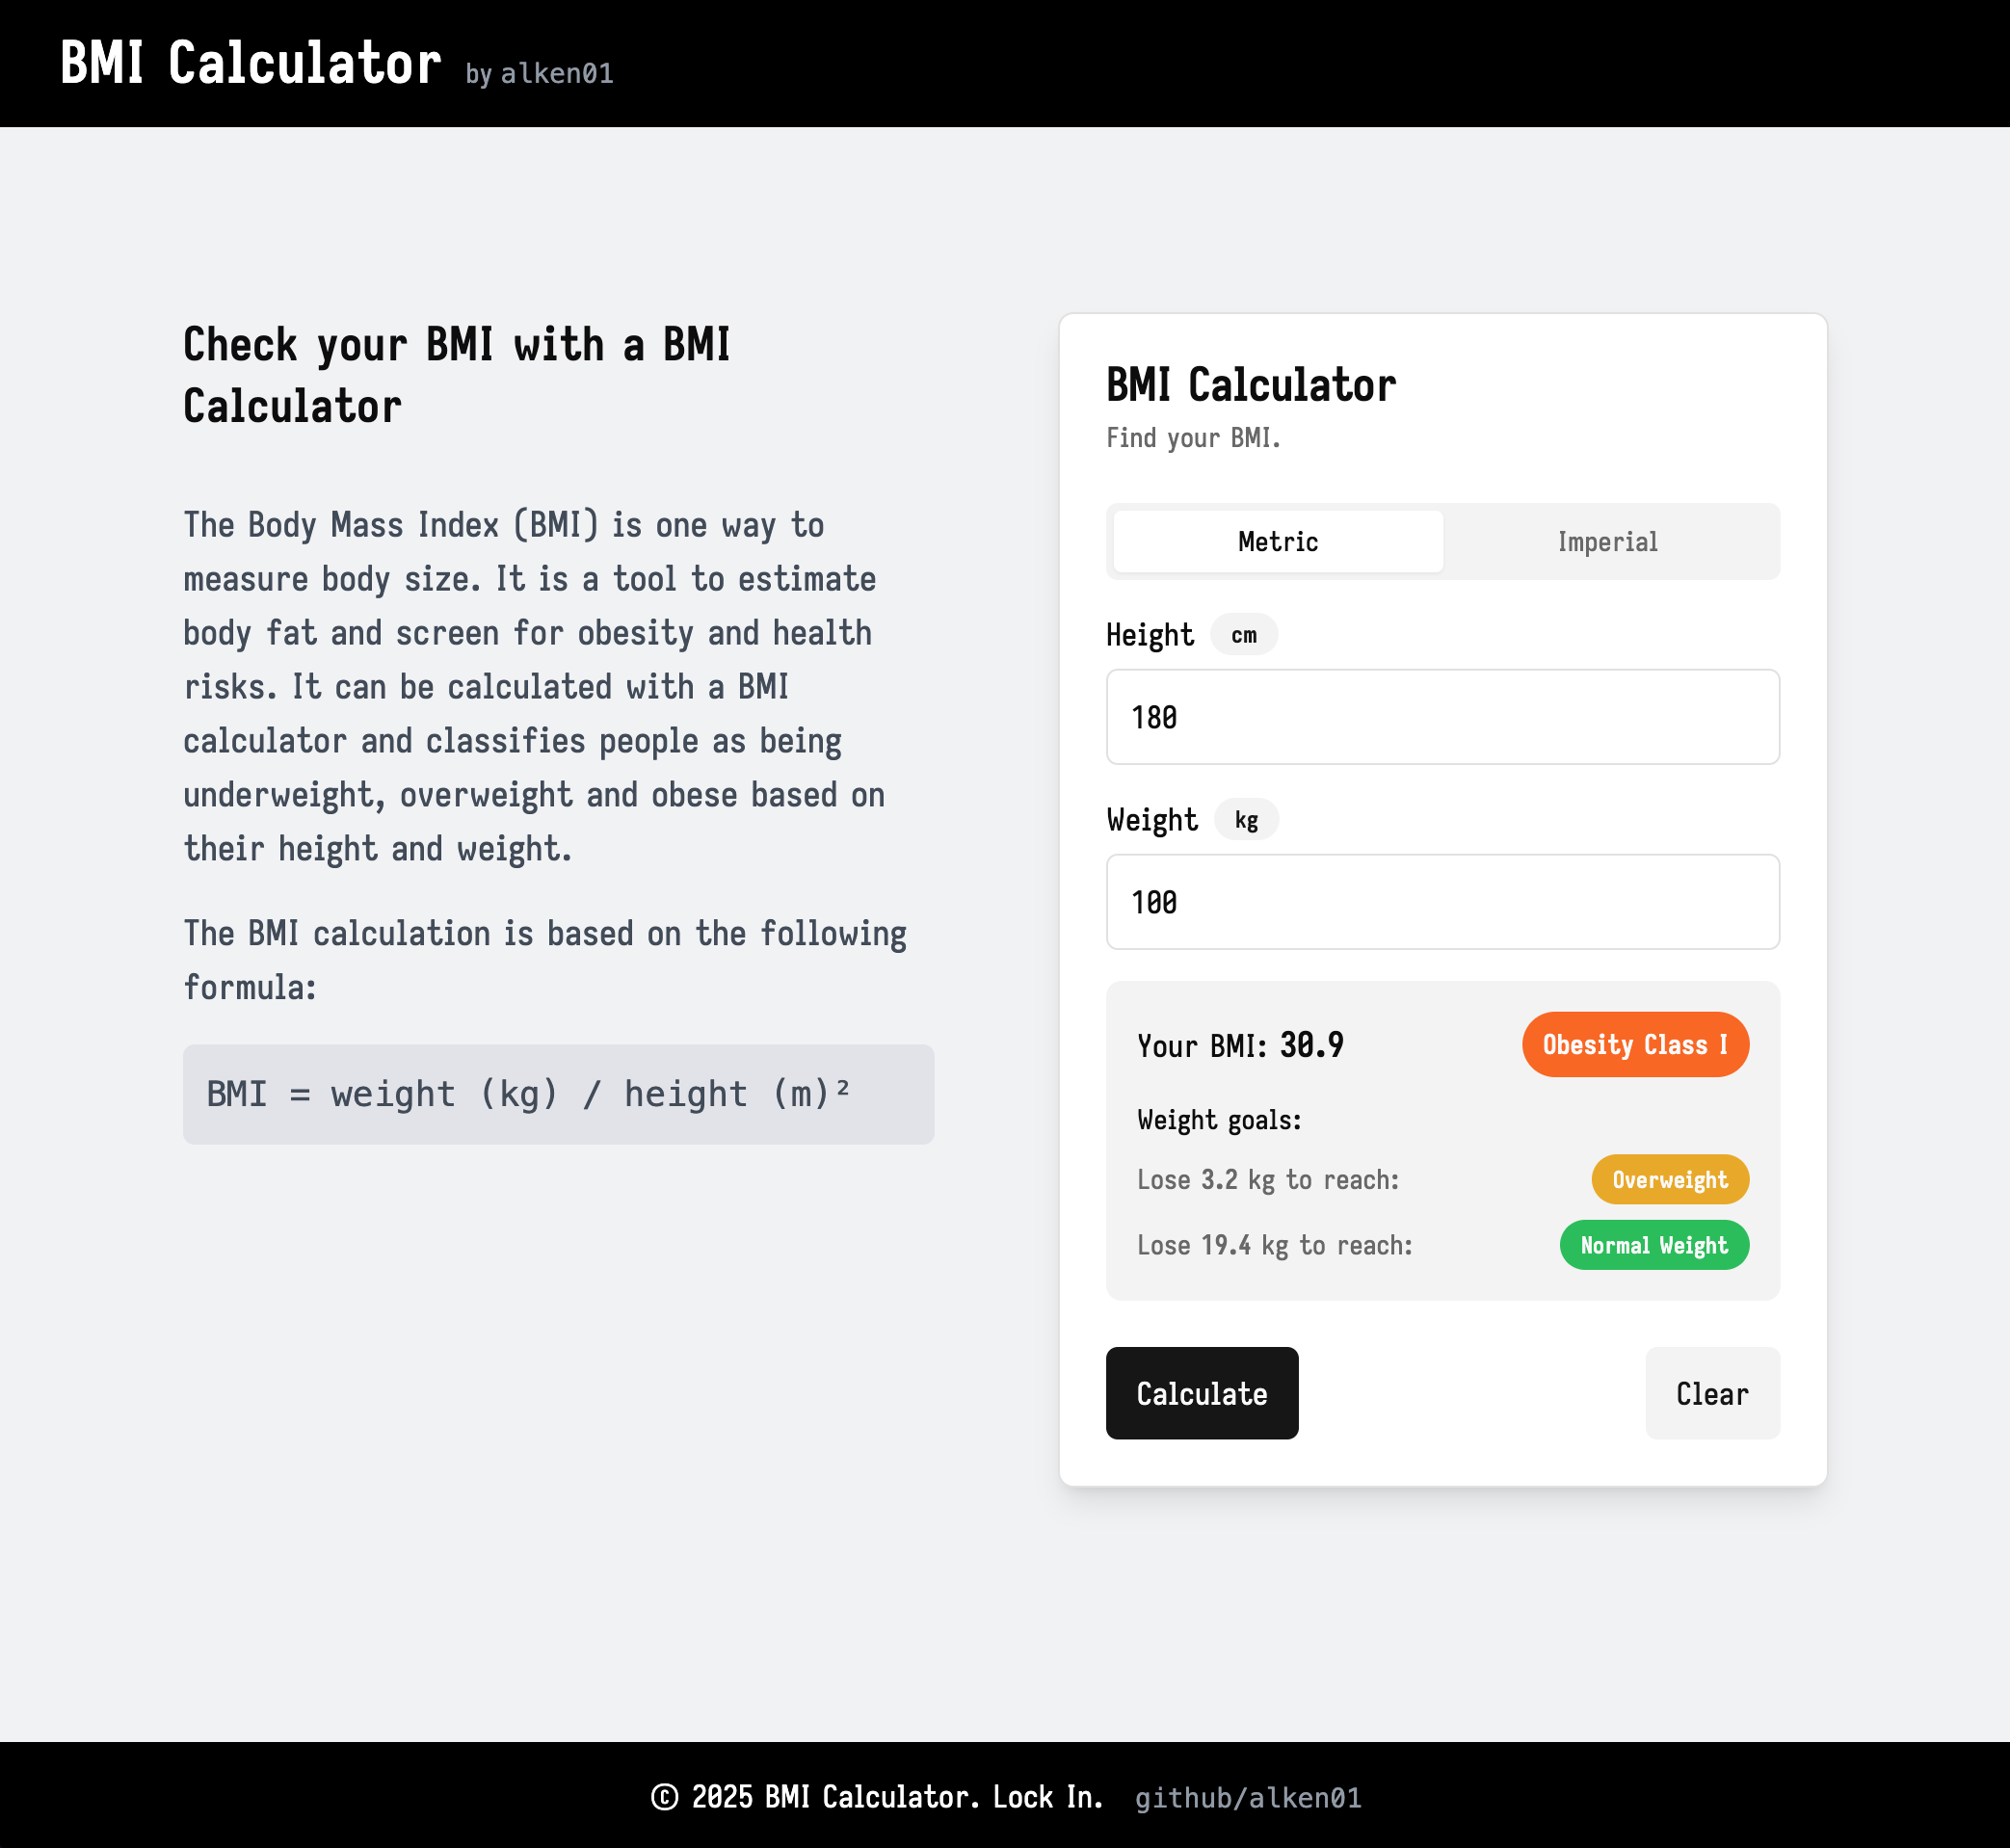 BMI Calculator by alken01
Check your BMI with a BMI
Calculator
The Body Mass Index (BMI) is one way to
measure body size. It is a tool to estimate
body fat and screen for obesity and health
risks. It can be calculated with a BMI
calculator and classifies people as being
underweight, overweight and obese based on
their height and weight.
The BMI calculation is based on the following
formula:
BMI = weight (kg) / height (m)²
BMI Calculator
Find your BMI.
Metric Imperial
Height cm
180
Weight kg
100
Your BMI: 30.9 Obesity Class I
Weight goals:
Lose 3.2 kg to reach: Overweight
Lose 19.4 kg to reach: Normal Weight
Calculate Clear
© 2025 BMI Calculator. Lock In. github/alken01